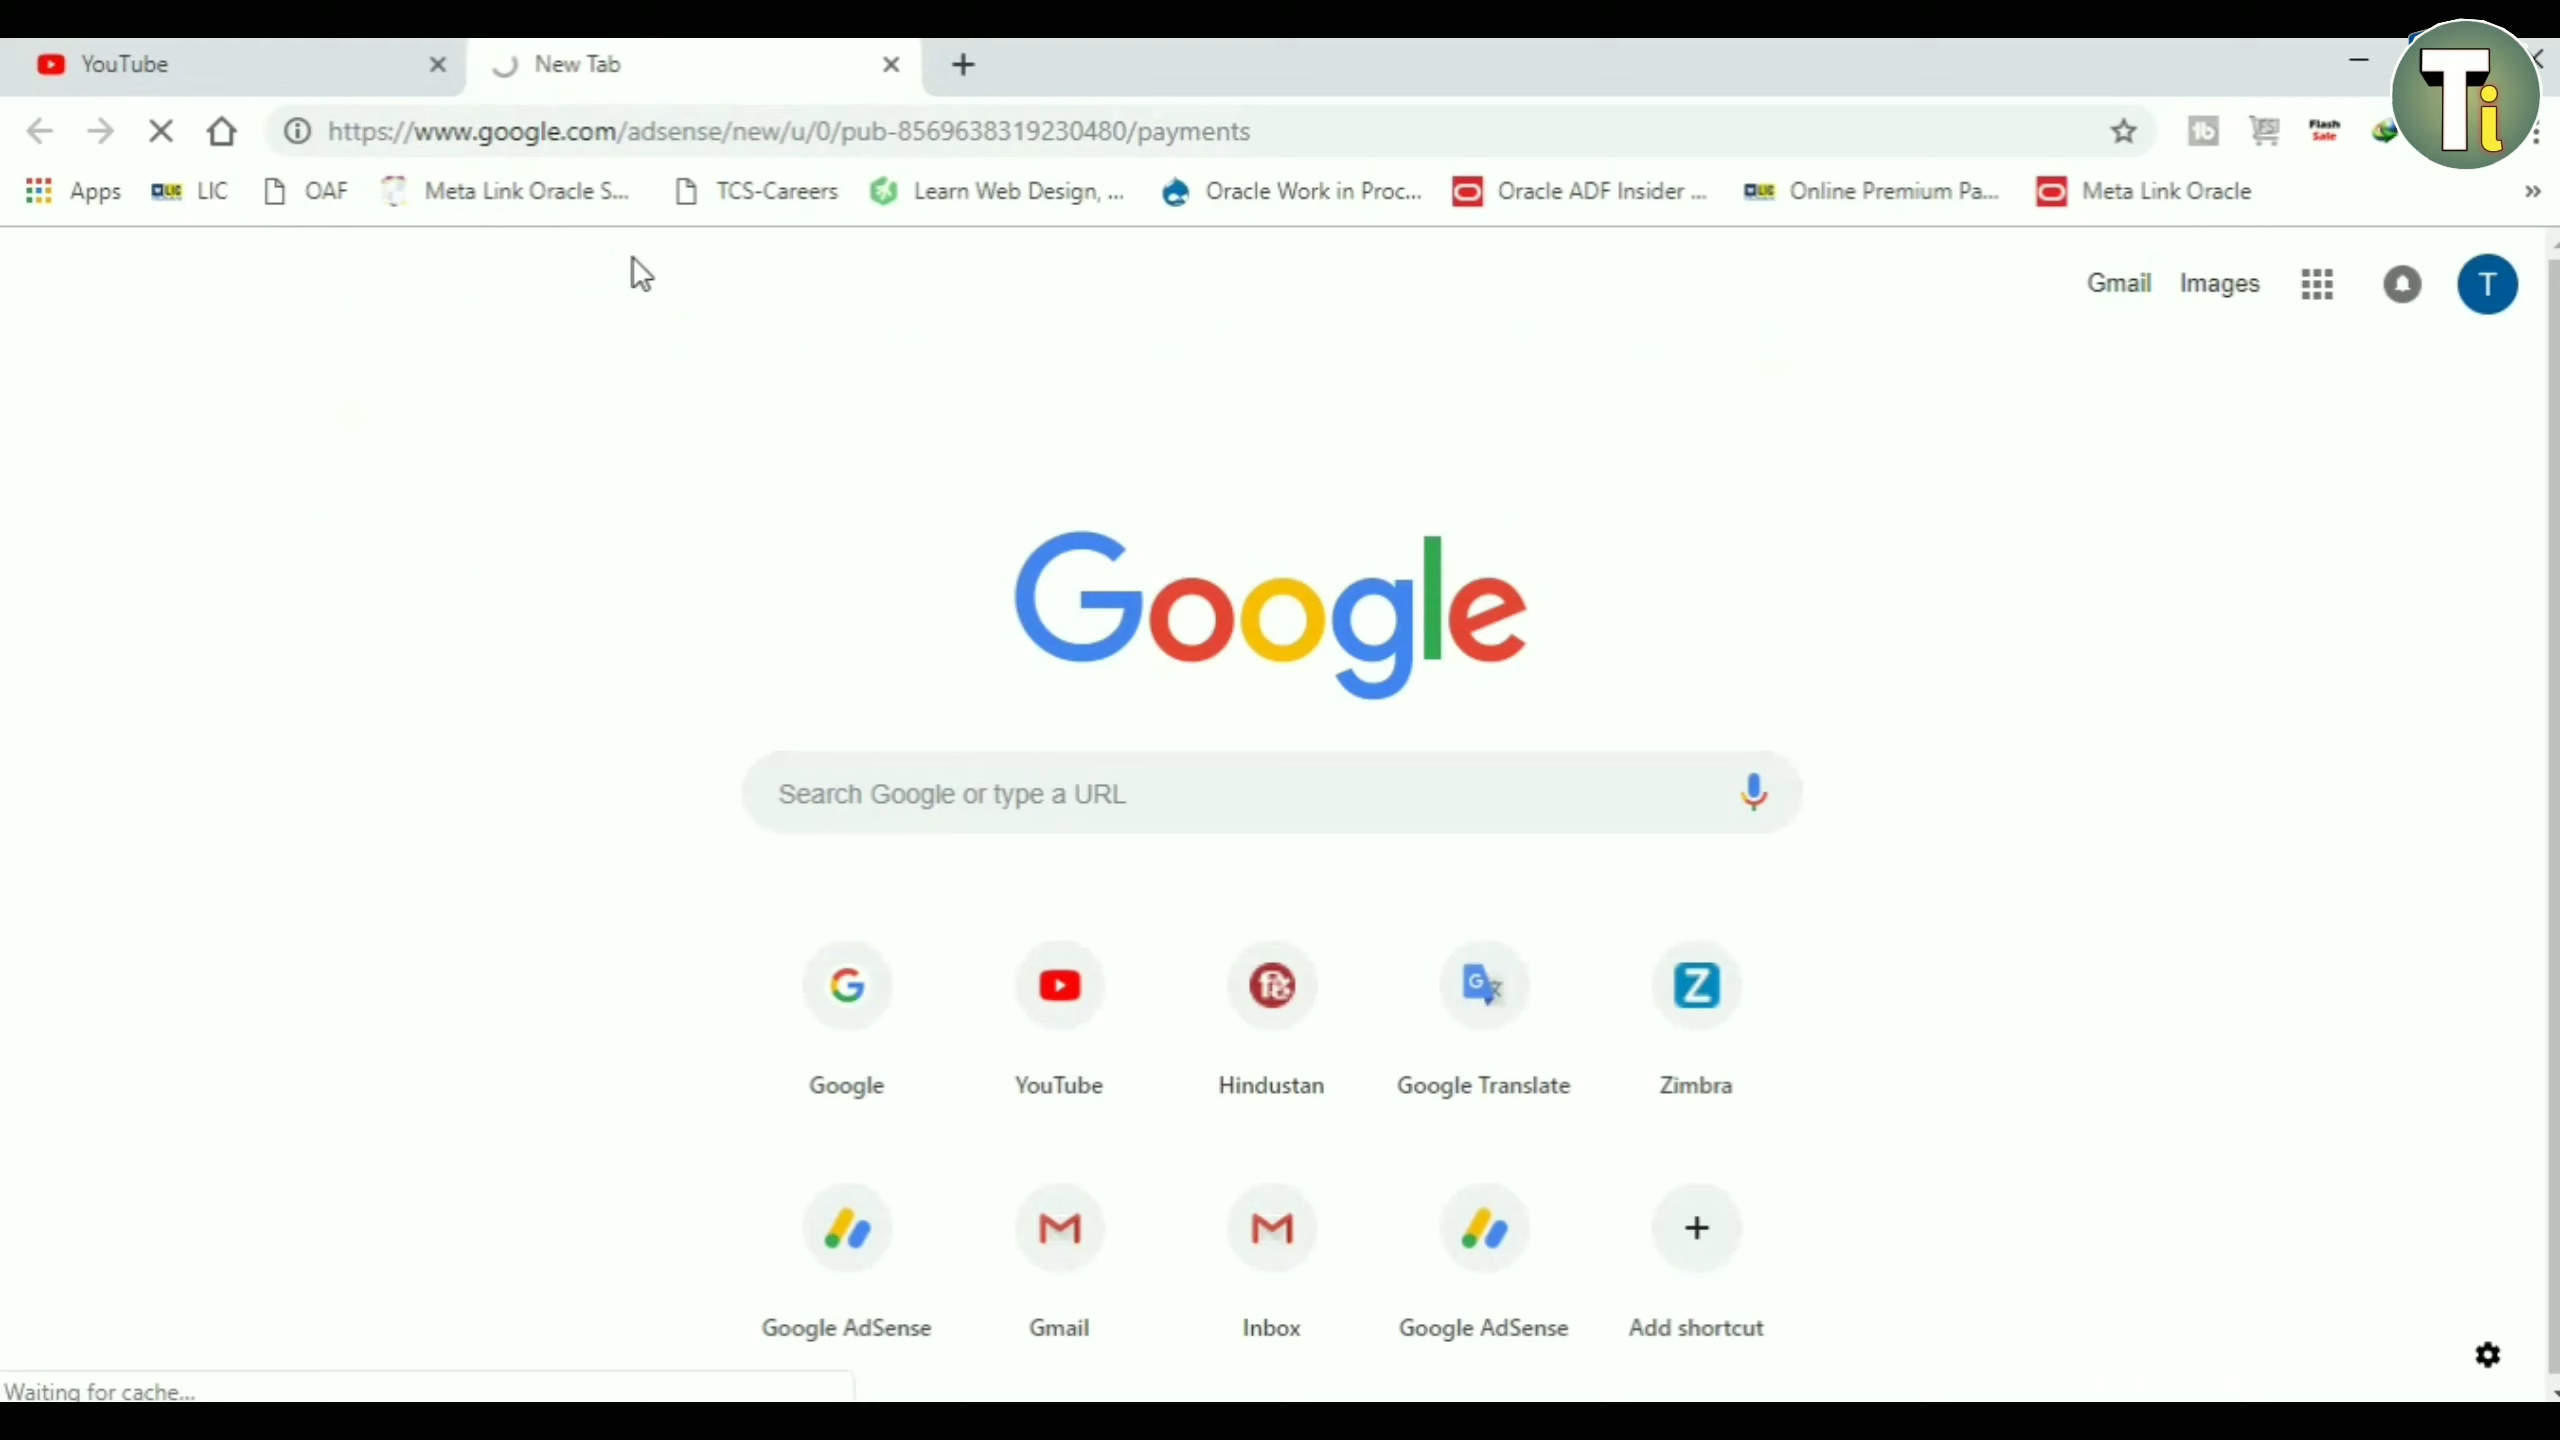 YouTube
New Tab
https://www.google.com/adsense/new/u/0/pub-8569638319230480/payments
Flash
Sale
Ti
Apps
LIC
OAF
Meta Link Oracle S...
TCS-Careers
Learn Web Design, ...
Oracle Work in Proc...
Oracle ADF Insider ...
Online Premium Pa...
Meta Link Oracle
Gmail
Images
T
Google
Search Google or type a URL
Google
YouTube
Hindustan
Google Translate
Zimbra
Google AdSense
Gmail
Inbox
Google AdSense
Add shortcut
Waiting for cache...